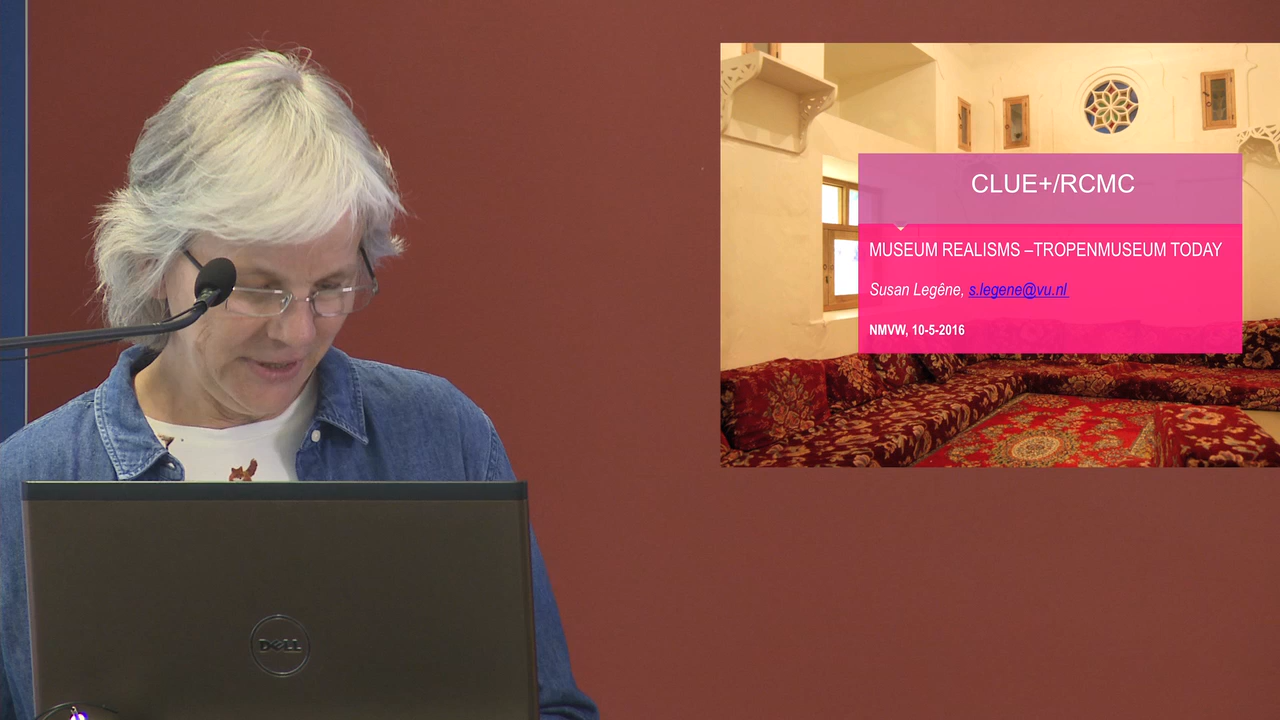 CLUE+/RCMC
MUSEUM REALISMS –TROPENMUSEUM TODAY
Susan Legêne, s.legene@vu.nl
NMVW, 10-5-2016
DELL